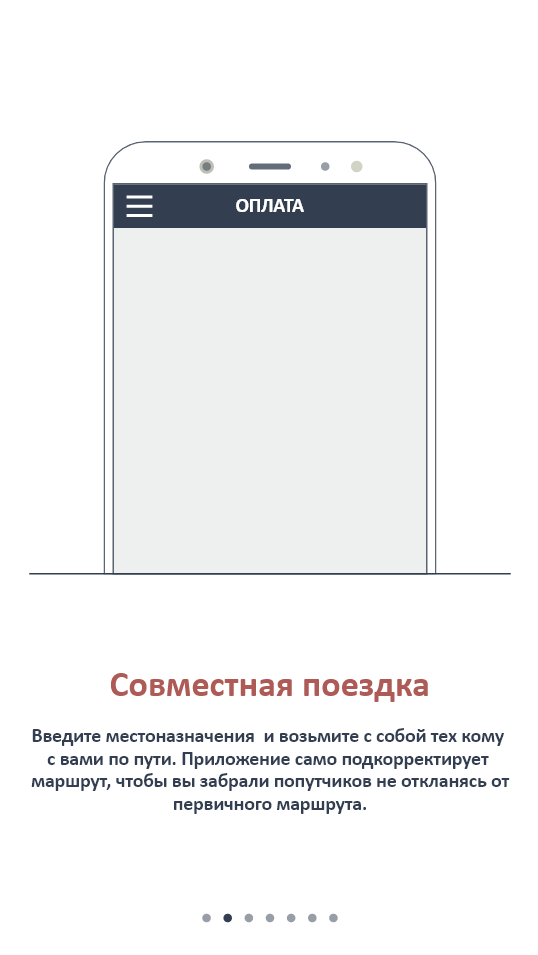 ОПЛАТА
Совместная поездка
Введите местоназначения  и возьмите с собой тех кому
с вами по пути. Приложение само подкорректирует
маршрут, чтобы вы забрали попутчиков не откланясь от
первичного маршрута.